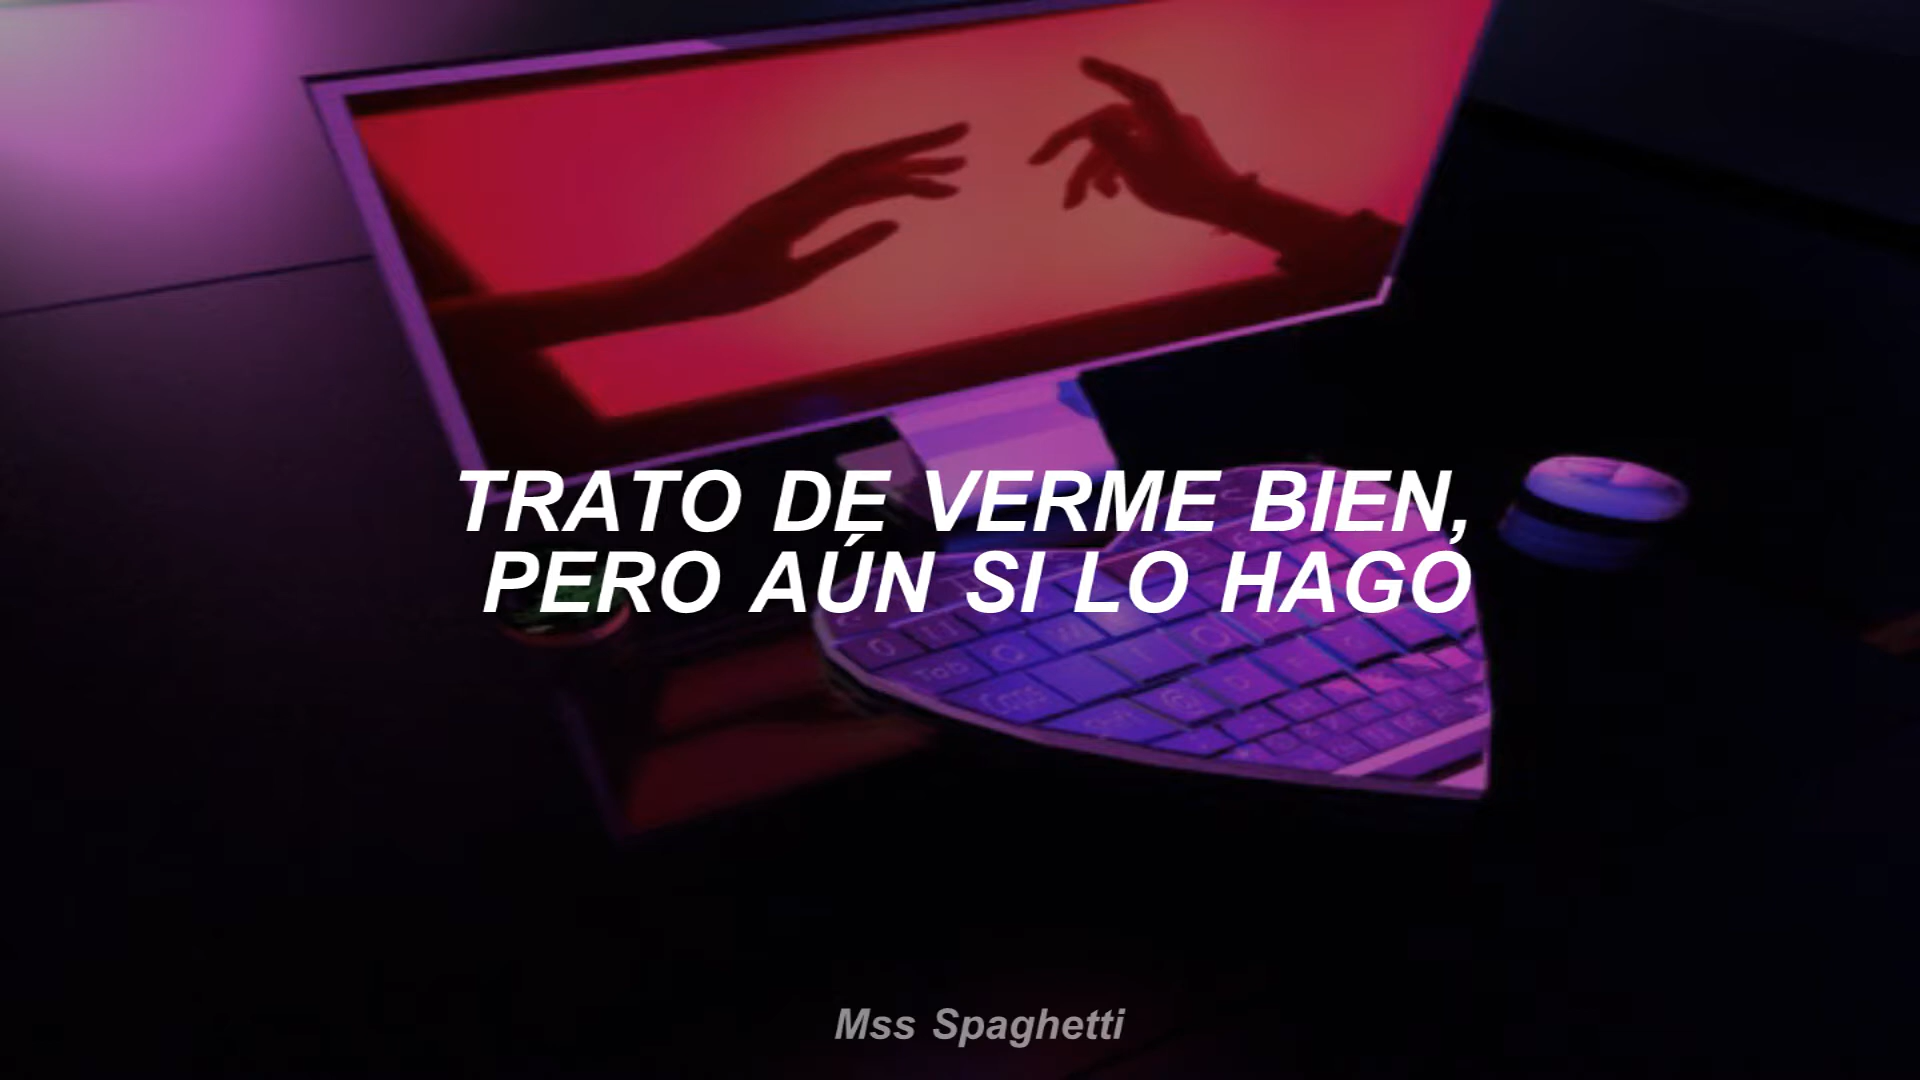 TRATO DE VERME BIEN,
PERO AÚN SI LO HAGO
Mss Spaghetti